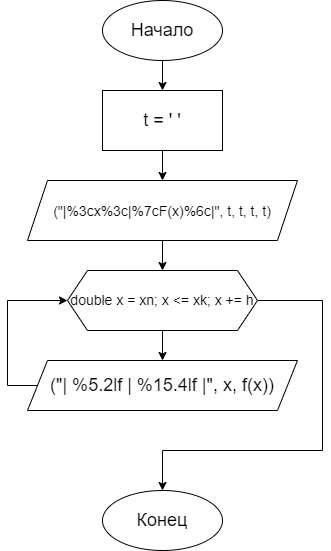 Начало
t = ' '
("|%3cx%3c|%7cF(x)%6c|", t, t, t, t)
double x = xn; x <= xk; x += h
("| %5.2lf | %15.4lf |", x, f(x))
Конец